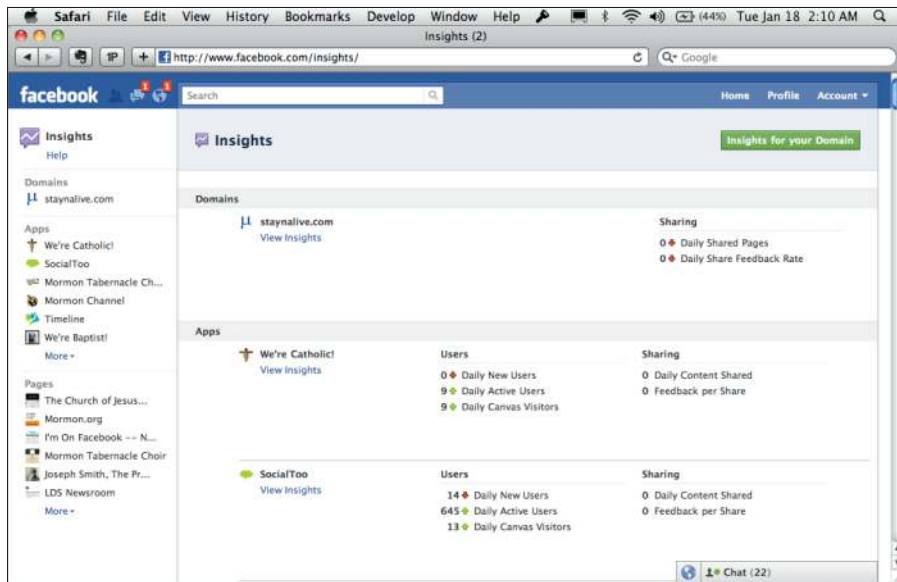 Safari File Edit View History Bookmarks Develop Window Help (44%) Tue Jan 18 2:10 AM
Insights (2)
1P + http://www.facebook.com/insights/ Google
facebook 1 1 Search Home Profile Account
Insights
Help
Domains
staynalive.com
Apps
We're Catholic!
SocialToo
Mormon Tabernacle Ch...
Mormon Channel
Timeline
We're Baptist!
More
Pages
The Church of Jesus...
Mormon.org
I'm On Facebook -- N...
Mormon Tabernacle Choir
Joseph Smith, The Pr...
LDS Newsroom
More
Insights Insights for your Domain
Domains
µ staynalive.com
View Insights
Sharing
0 Daily Shared Pages
0 Daily Share Feedback Rate
Apps
We're Catholic!
View Insights
Users
0 Daily New Users
9 Daily Active Users
9 Daily Canvas Visitors
Sharing
0 Daily Content Shared
0 Feedback per Share
SocialToo
View Insights
Users
14 Daily New Users
645 Daily Active Users
13 Daily Canvas Visitors
Sharing
0 Daily Content Shared
0 Feedback per Share
Chat (22)